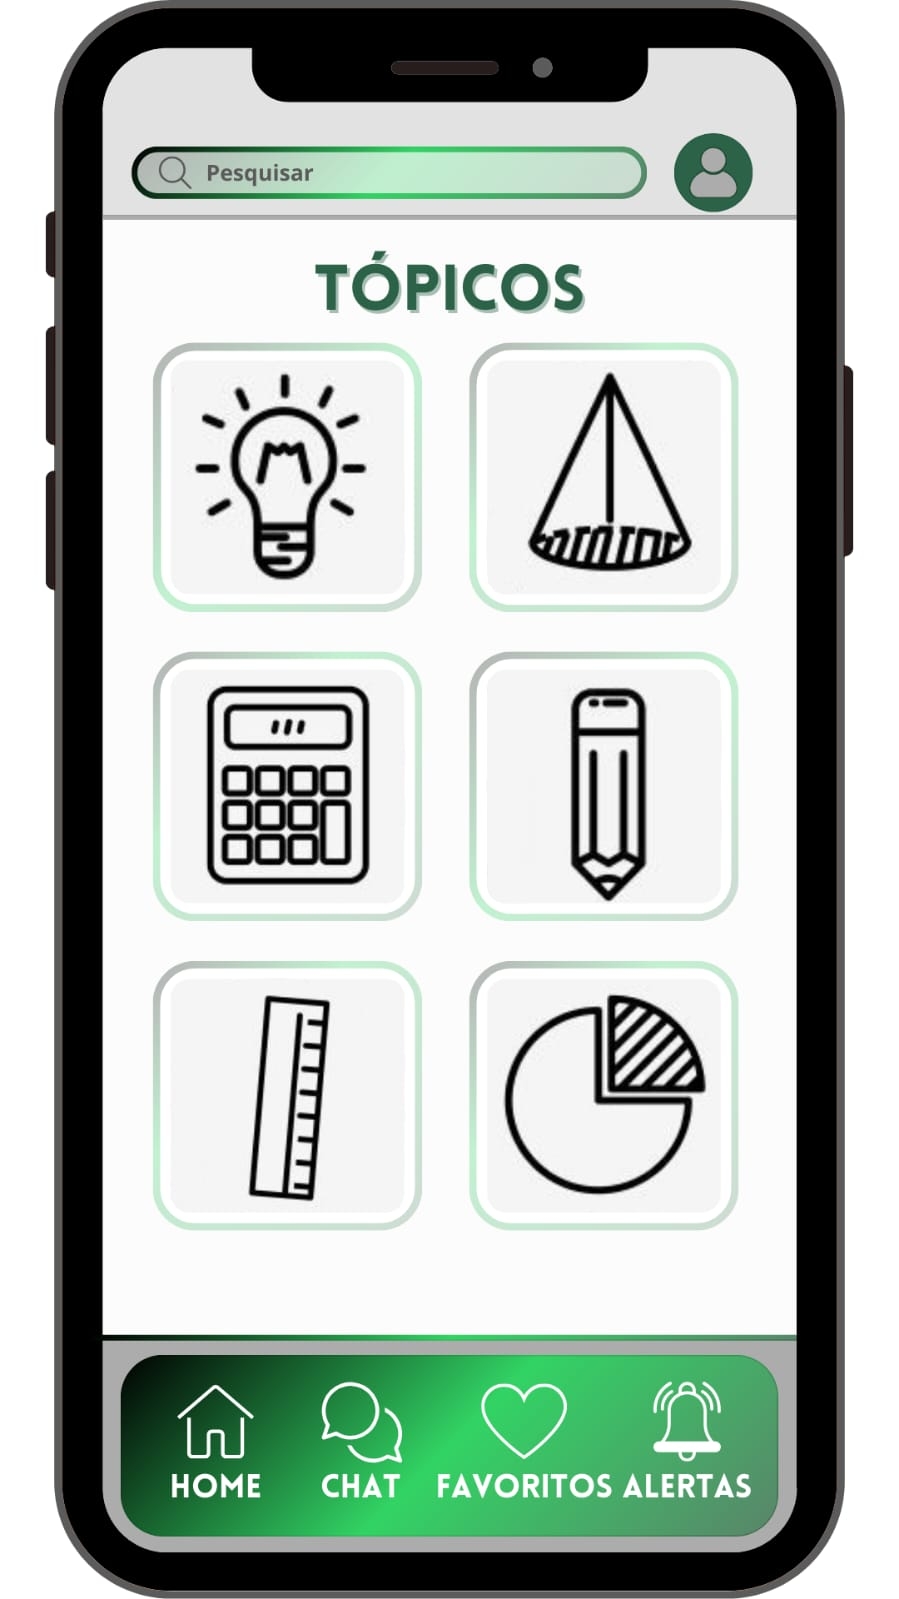 Pesquisar
TÓPICOS
HOME CHAT FAVORITOS ALERTAS